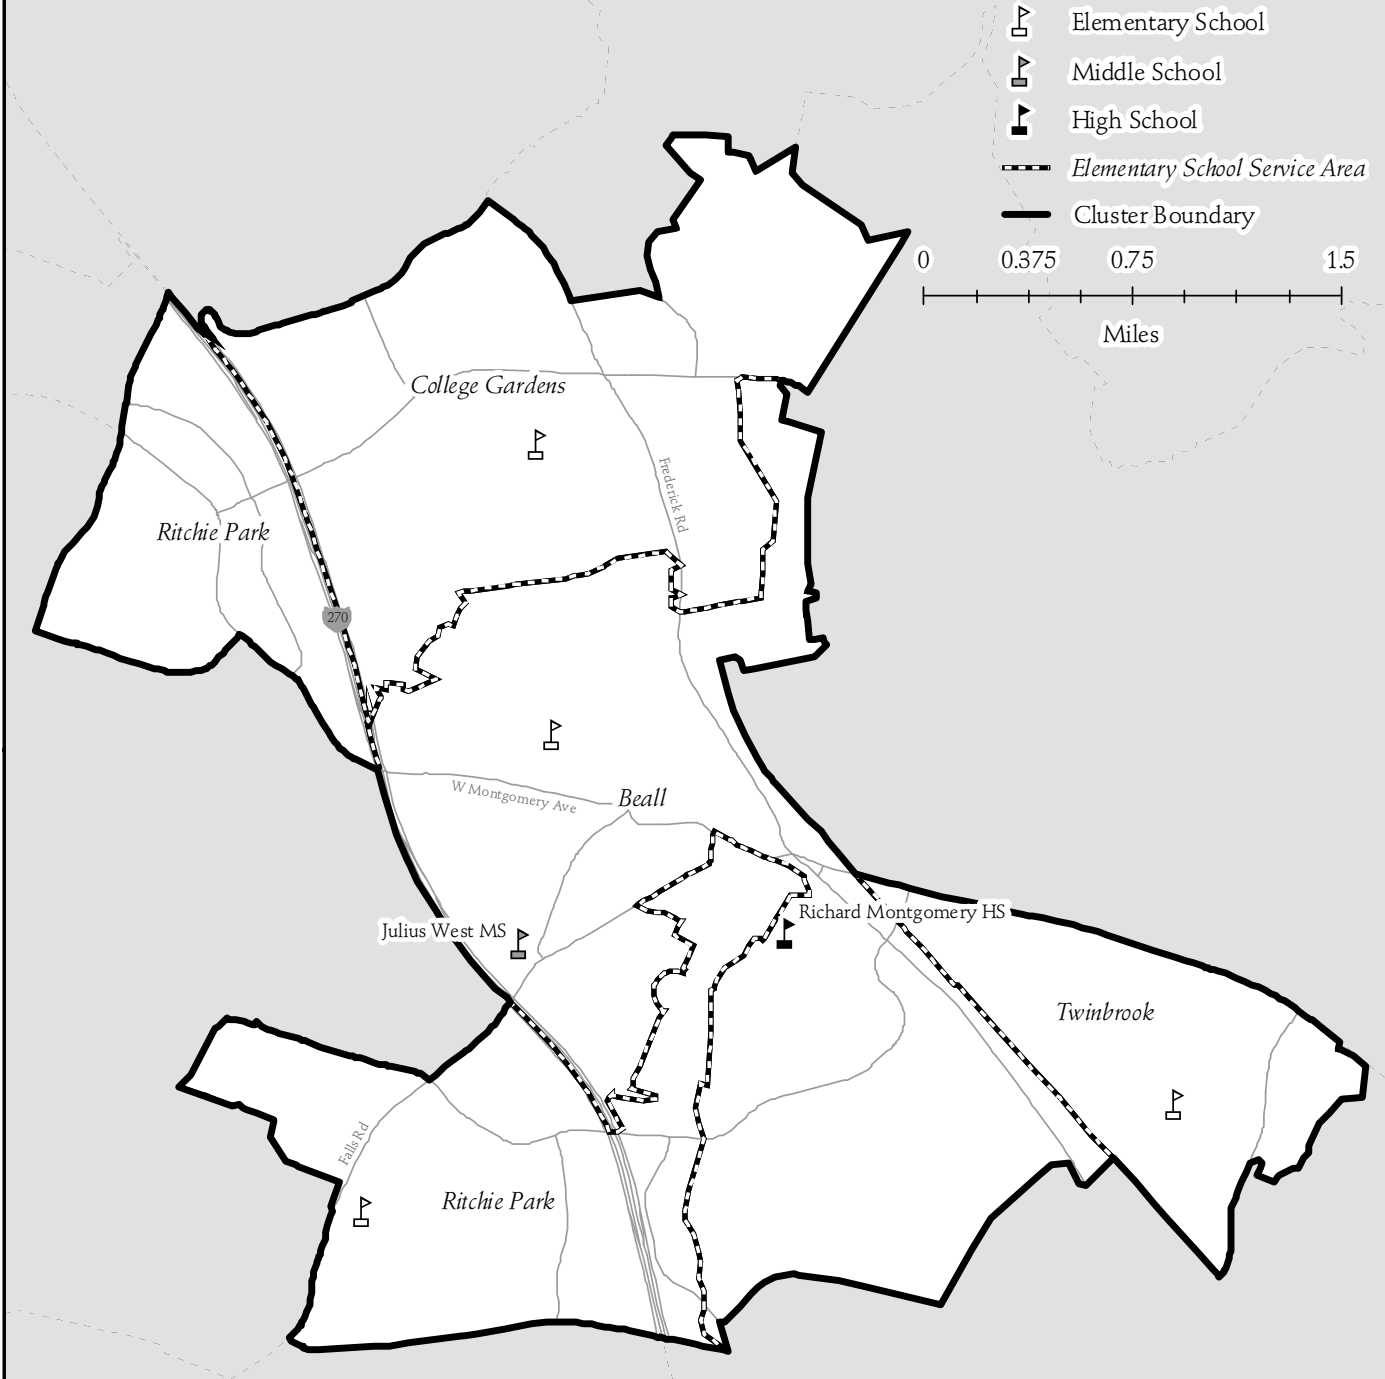 Elementary School
Middle School
High School
Elementary School Service Area
Cluster Boundary
0 0.375 0.75 1.5
Miles
College Gardens
Frederick Rd
Ritchie Park
270
W Montgomery Ave
Beall
Julius West MS
Richard Montgomery HS
Twinbrook
Falls Rd
Ritchie Park